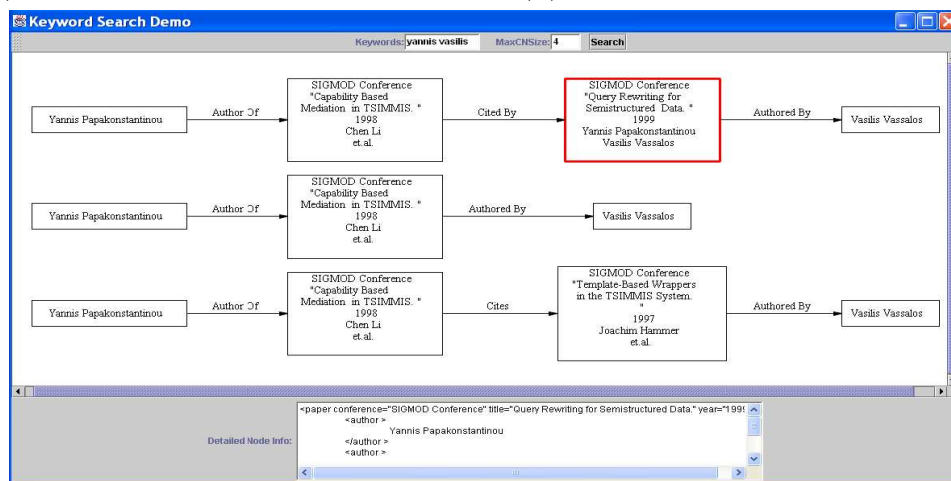 Keyword Search Demo
Keywords: yannis vasilis MaxCNSize: 4 Search
Yannis Papakonstantinou
Author Of
SIGMOD Conference
"Capability Based
Mediation in TSIMMIS. "
1998
Chen Li
et.al.
Cited By
SIGMOD Conference
"Query Rewriting for
Semistructured Data. "
1999
Yannis Papakonstantinou
Vasilis Vassalos
Authored By
Vasilis Vassalos
Yannis Papakonstantinou
Author Of
SIGMOD Conference
"Capability Based
Mediation in TSIMMIS. "
1998
Chen Li
et.al.
Authored By
Vasilis Vassalos
Yannis Papakonstantinou
Author Of
SIGMOD Conference
"Capability Based
Mediation in TSIMMIS. "
1998
Chen Li
et.al.
Cites
SIGMOD Conference
"Template-Based Wrappers
in the TSIMMIS System.
"
1997
Joachim Hammer
et.al.
Authored By
Vasilis Vassalos
Detailed Node Info:
<paper conference="SIGMOD Conference" title="Query Rewriting for Semistructured Data." year="199
<author >
Yannis Papakonstantinou
</author >
<author >